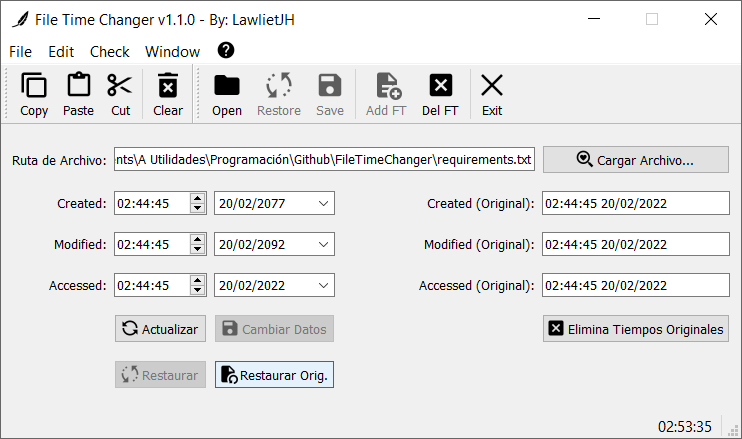 File Time Changer v1.1.0 - By: LawlietJH
File Edit Check Window ?
Copy Paste Cut Clear Open Restore Save Add FT Del FT Exit
Ruta de Archivo: ents\A Utilidades\Programación\Github\FileTimeChanger\requirements.txt Cargar Archivo...
Created: 02:44:45 20/02/2077 Created (Original): 02:44:45 20/02/2022
Modified: 02:44:45 20/02/2092 Modified (Original): 02:44:45 20/02/2022
Accessed: 02:44:45 20/02/2022 Accessed (Original): 02:44:45 20/02/2022
Actualizar Cambiar Datos Elimina Tiempos Originales
Restaurar Restaurar Orig.
02:53:35